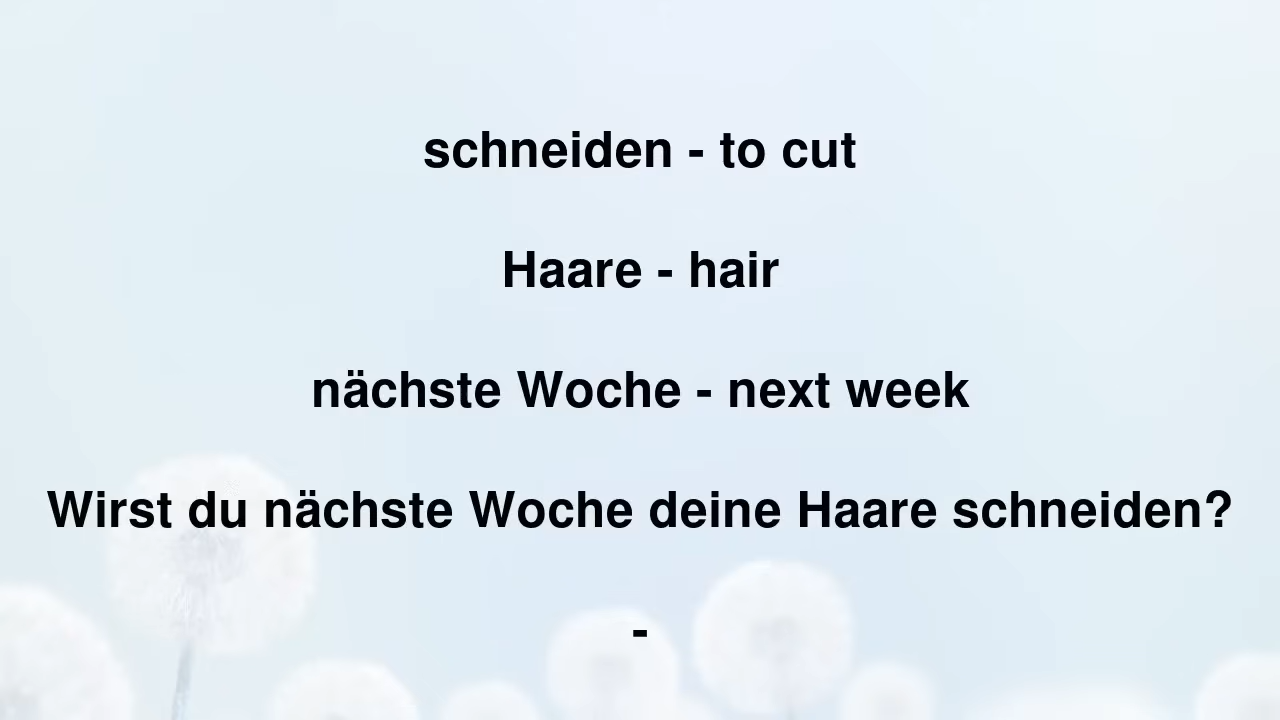 schneiden - to cut
Haare - hair
nächste Woche - next week
Wirst du nächste Woche deine Haare schneiden?
-